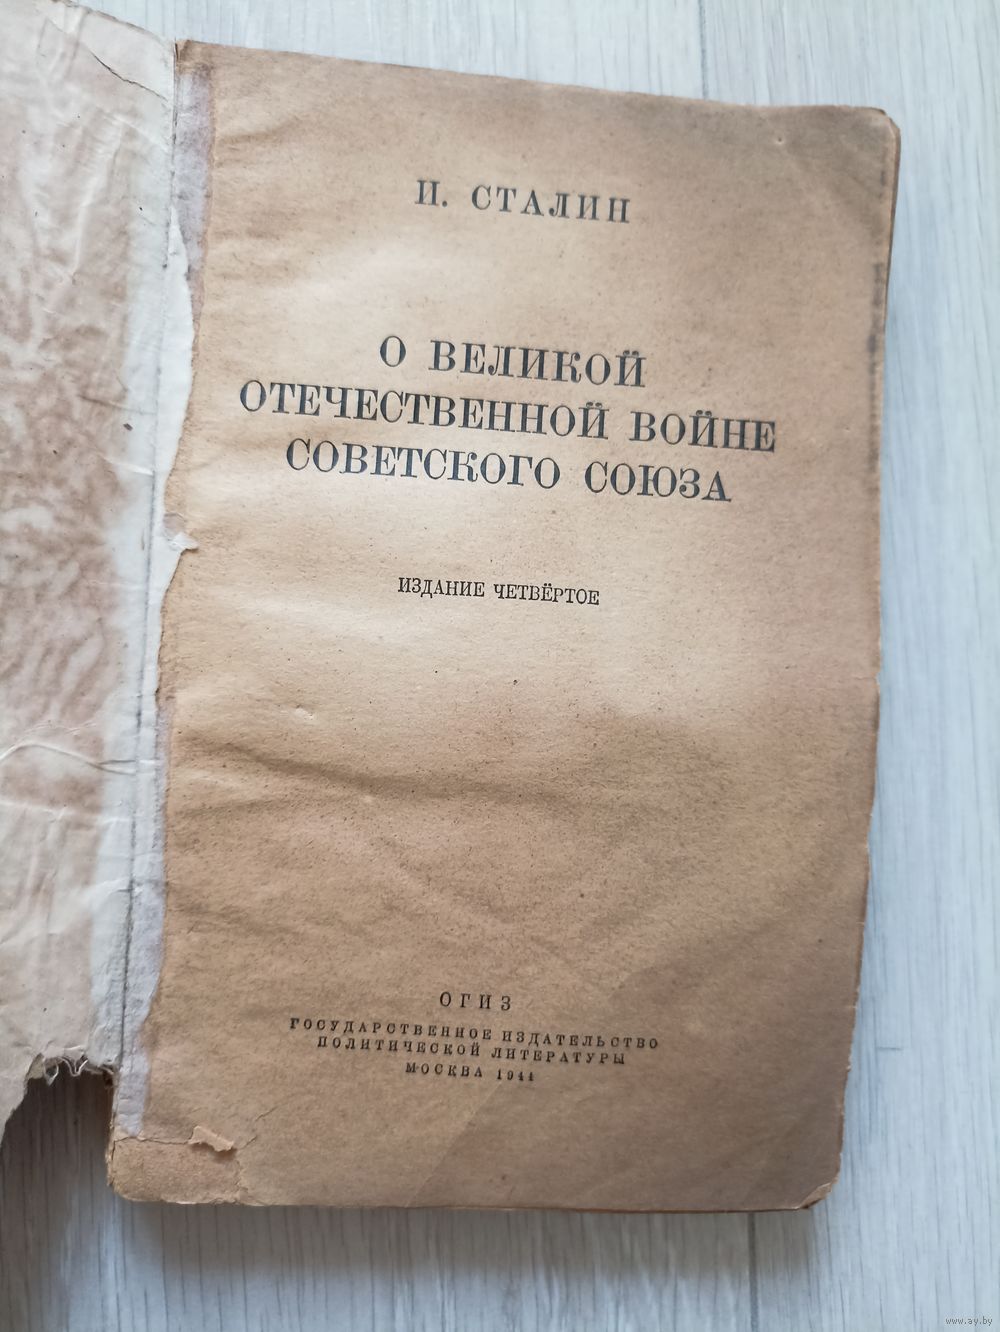 И. СТАЛИН
О ВЕЛИКОЙ
ОТЕЧЕСТВЕННОЙ ВОЙНЕ
СОВЕТСКОГО СОЮЗА
ИЗДАНИЕ ЧЕТВЁРТОЕ
ОГИЗ
ГОСУДАРСТВЕННОЕ ИЗДАТЕЛЬСТВО
ПОЛИТИЧЕСКОЙ ЛИТЕРАТУРЫ
МОСКВА 1944
www.ay.by